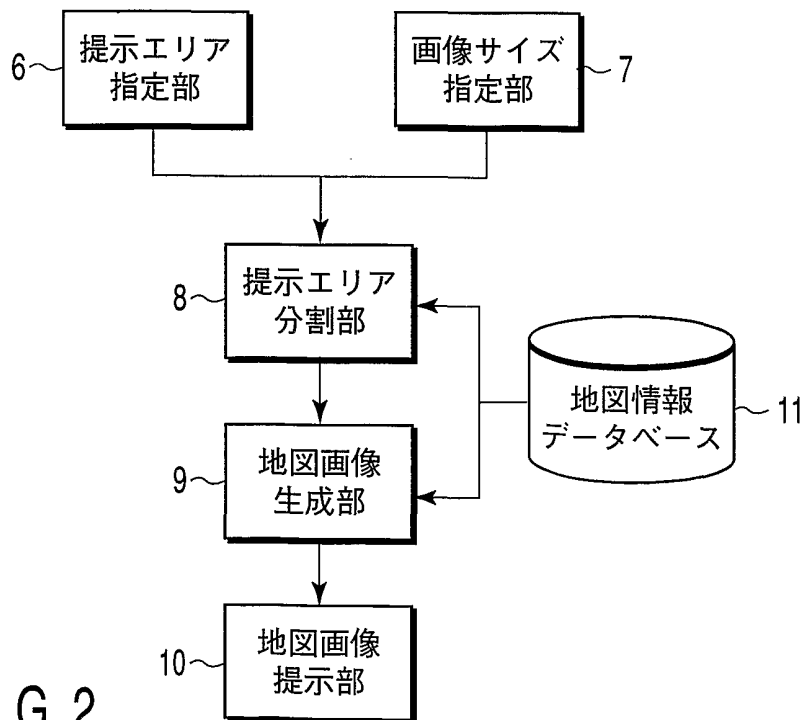 提示エリア
指定部
6
画像サイズ
指定部
7
提示エリア
分割部
8
地図情報
データベース
11
地図画像
生成部
9
地図画像
提示部
10
G. 2